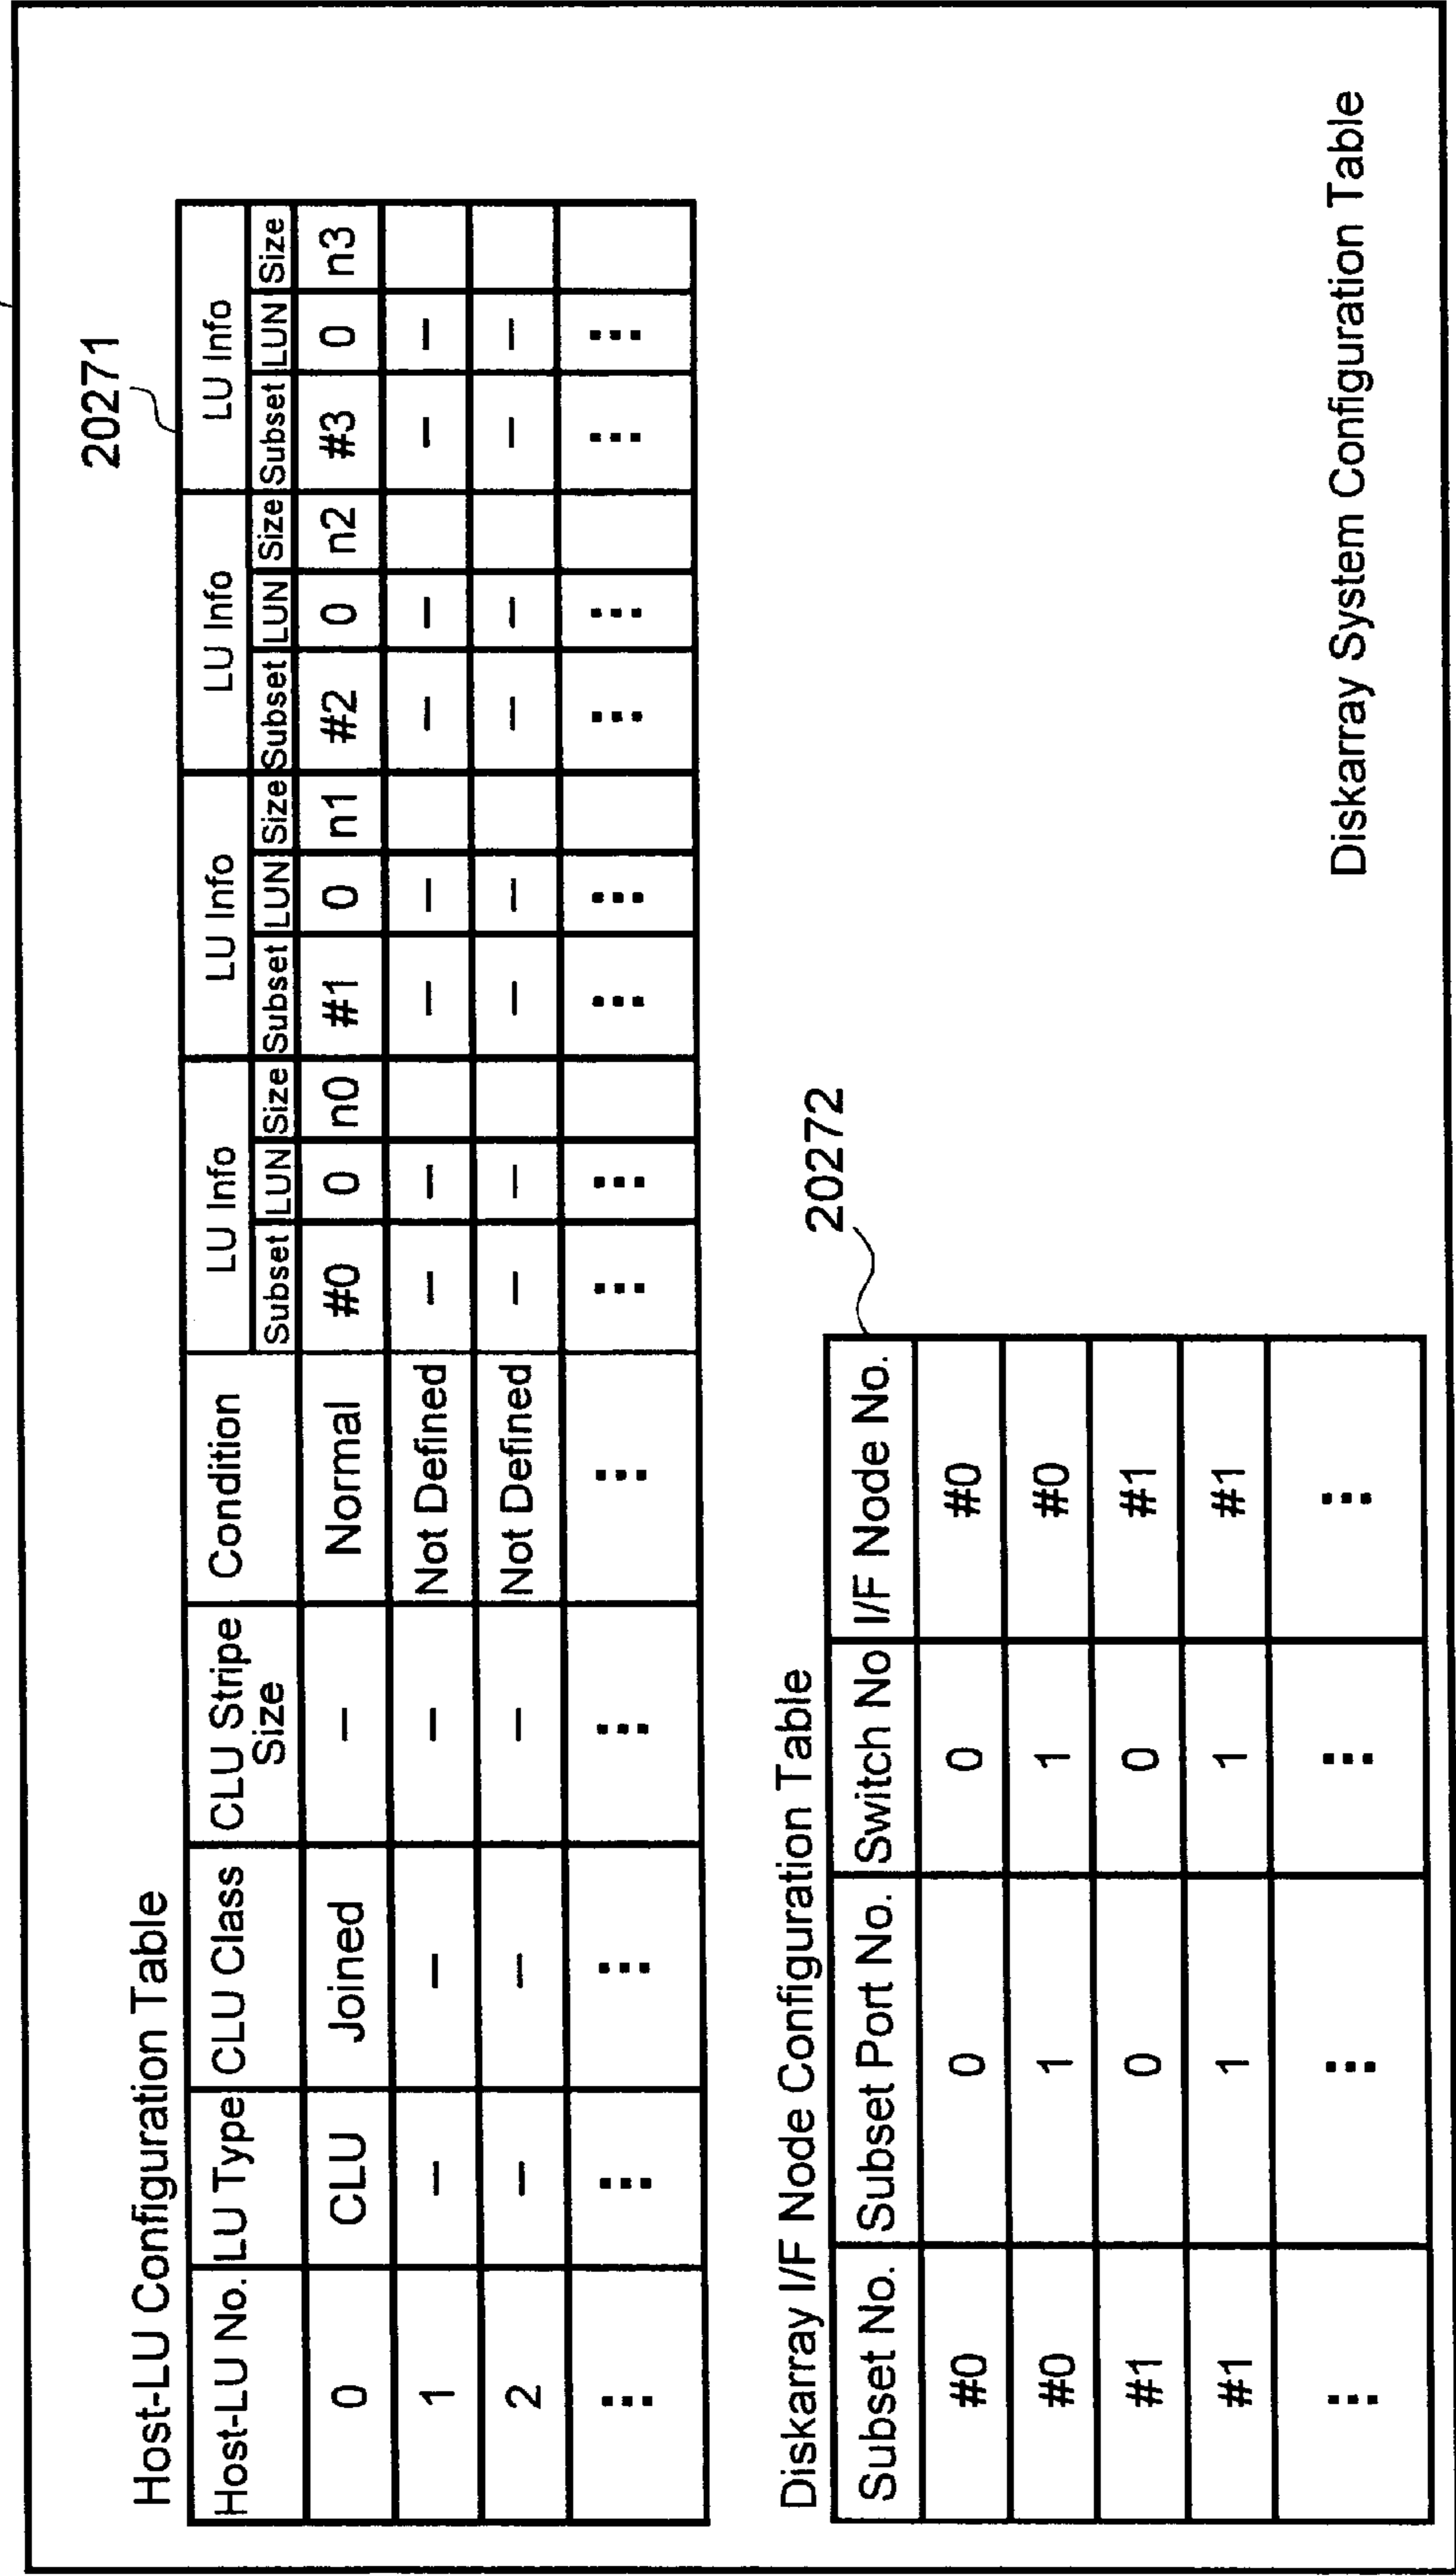 20271
Host-LU Configuration Table
Host-LU No. LU Type CLU Class CLU Stripe Size Condition LU Info LU Info LU Info LU Info
Subset LUN Size Subset LUN Size Subset LUN Size Subset LUN Size
0 CLU Joined – Normal #0 0 n0 #1 0 n1 #2 0 n2 #3 0 n3
1 – – – Not Defined – – – – – – – –
2 – – – Not Defined – – – – – – – –
... ... ... ... ... ... ... ... ... ... ... ... ...
20272
Diskarray I/F Node Configuration Table
Subset No. Subset Port No. Switch No I/F Node No.
#0 0 0 #0
#0 1 1 #0
#1 0 0 #1
#1 1 1 #1
... ... ... ...
Diskarray System Configuration Table